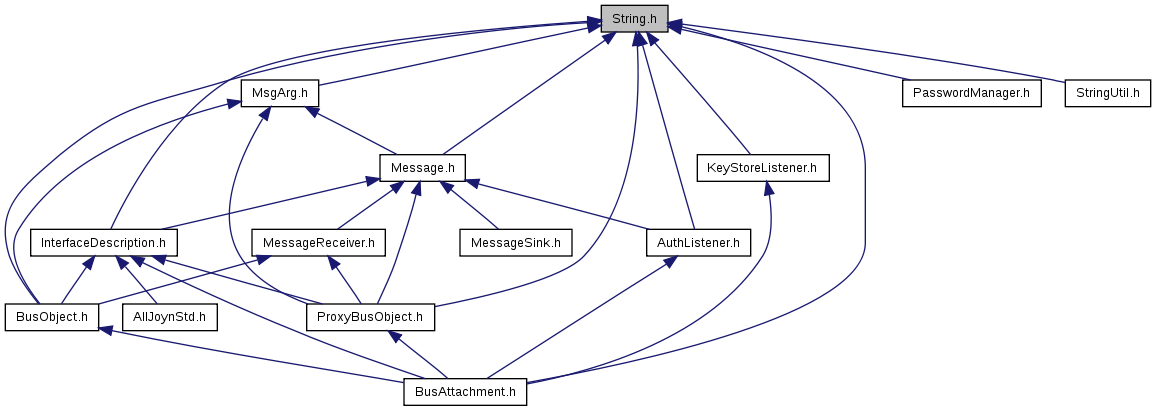 String.h
MsgArg.h
PasswordManager.h
StringUtil.h
Message.h
KeyStoreListener.h
InterfaceDescription.h
MessageReceiver.h
MessageSink.h
AuthListener.h
BusObject.h
AllJoynStd.h
ProxyBusObject.h
BusAttachment.h